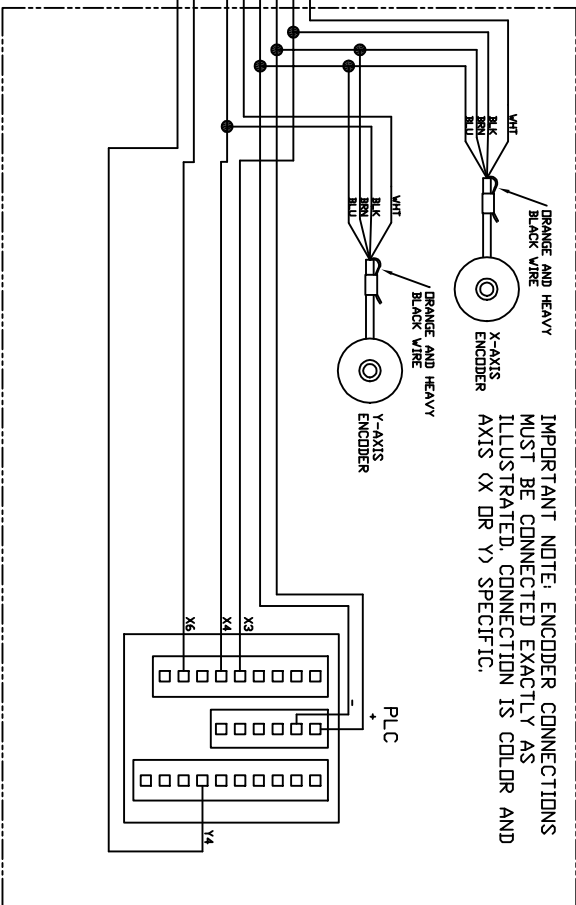 IMPORTANT NOTE: ENCODER CONNECTIONS
MUST BE CONNECTED EXACTLY AS
ILLUSTRATED. CONNECTION IS COLOR AND
AXIS (X OR Y) SPECIFIC.
WHT
BLK
BRN
BLU
ORANGE AND HEAVY
BLACK WIRE
X-AXIS
ENCODER
WHT
BLK
BRN
BLU
ORANGE AND HEAVY
BLACK WIRE
Y-AXIS
ENCODER
PLC
+
-
X3
X4
X6
Y4